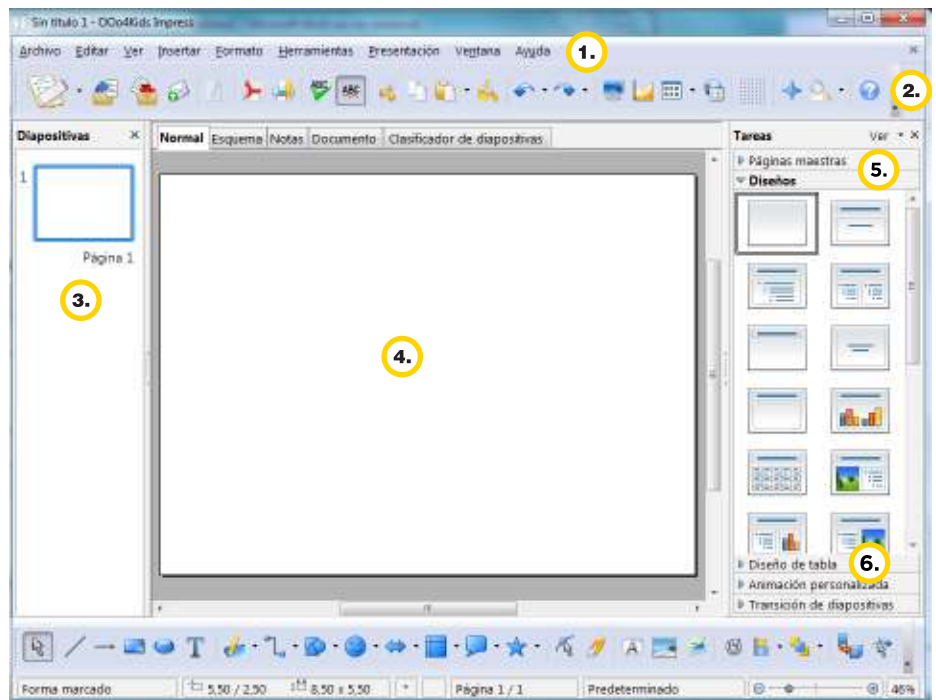 Sin título 1 - OOo4Kids Impress
Archivo Editar Ver Insertar Formato Herramientas Presentación Ventana Ayuda 1.
ABC ABC 2.
Diapositivas
Normal Esquema Notas Documento Clasificador de diapositivas
Tareas Ver
Páginas maestras 5.
Diseños
1
Página 1
3.
4.
Diseño de tabla 6.
Animación personalizada
Transición de diapositivas
T A
Forma marcado 5,50 / 2,50 8,50 x 5,50 * Página 1 / 1 Predeterminado 46%